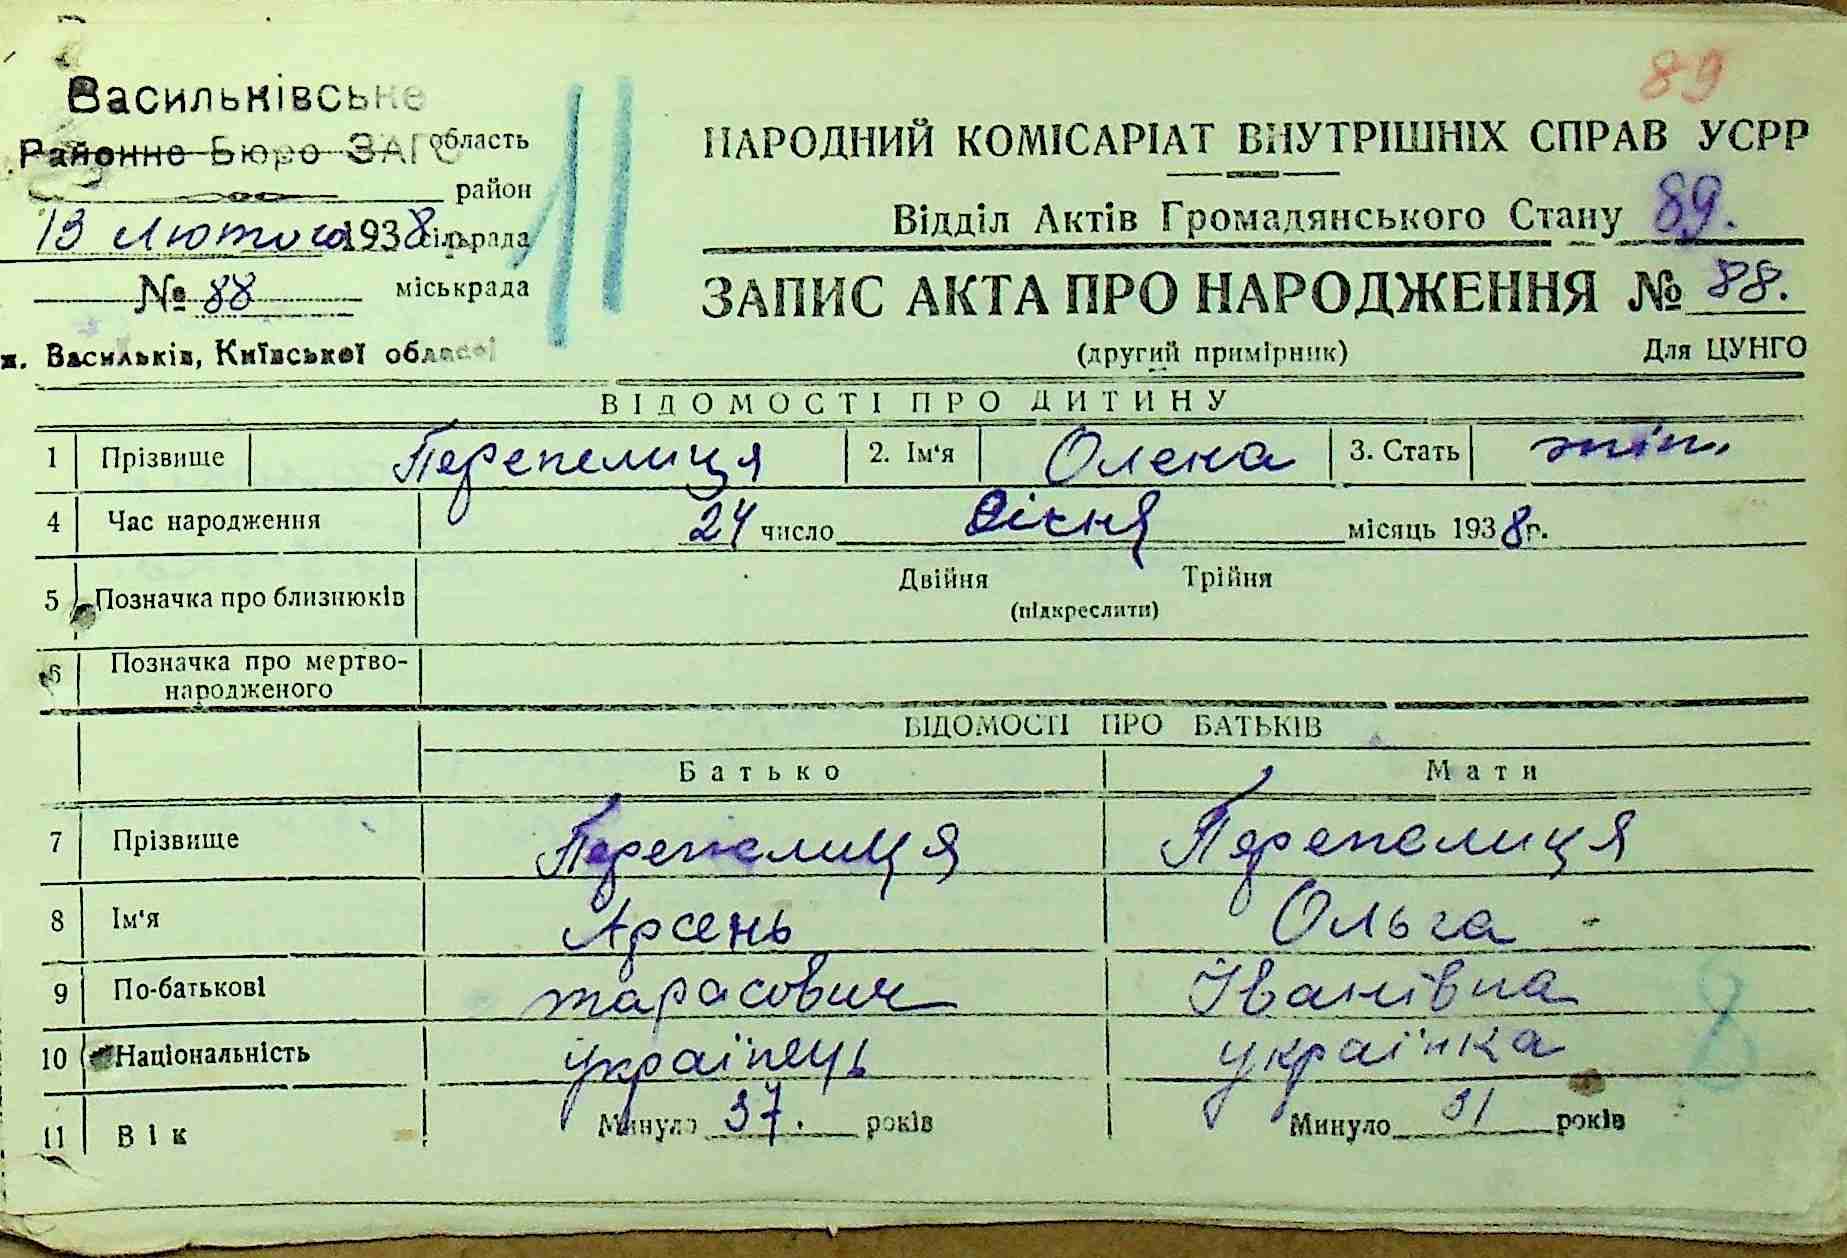 89
Васильківське
Районне Бюро ЗАГС область
район
13 Лютого 1938 сільрада
№ 88 міськрада
м. Васильків, Київської області
11
НАРОДНИЙ КОМІСАРІАТ ВНУТРІШНІХ СПРАВ УСРР
Відділ Актів Громадянського Стану 89.
ЗАПИС АКТА ПРО НАРОДЖЕННЯ № 88.
(другий примірник) Для ЦУНГО
ВІДОМОСТІ ПРО ДИТИНУ
1 Прізвище Перепелиця 2. Ім'я Олена 3. Стать жін.
4 Час народження 24 число Січня місяць 1938 г.
5 Позначка про близнюків Двійня Трійня
(підкреслити)
6 Позначка про мертво-
народженого
ВІДОМОСТІ ПРО БАТЬКІВ
Батько Мати
7 Прізвище Перепелиця Перепелиця
8 Ім'я Арсень Ольга
9 По-батькові тарасович Іванівна
10 Національність українець українка
8
11 Вік Минуло 37. років Минуло 31 років